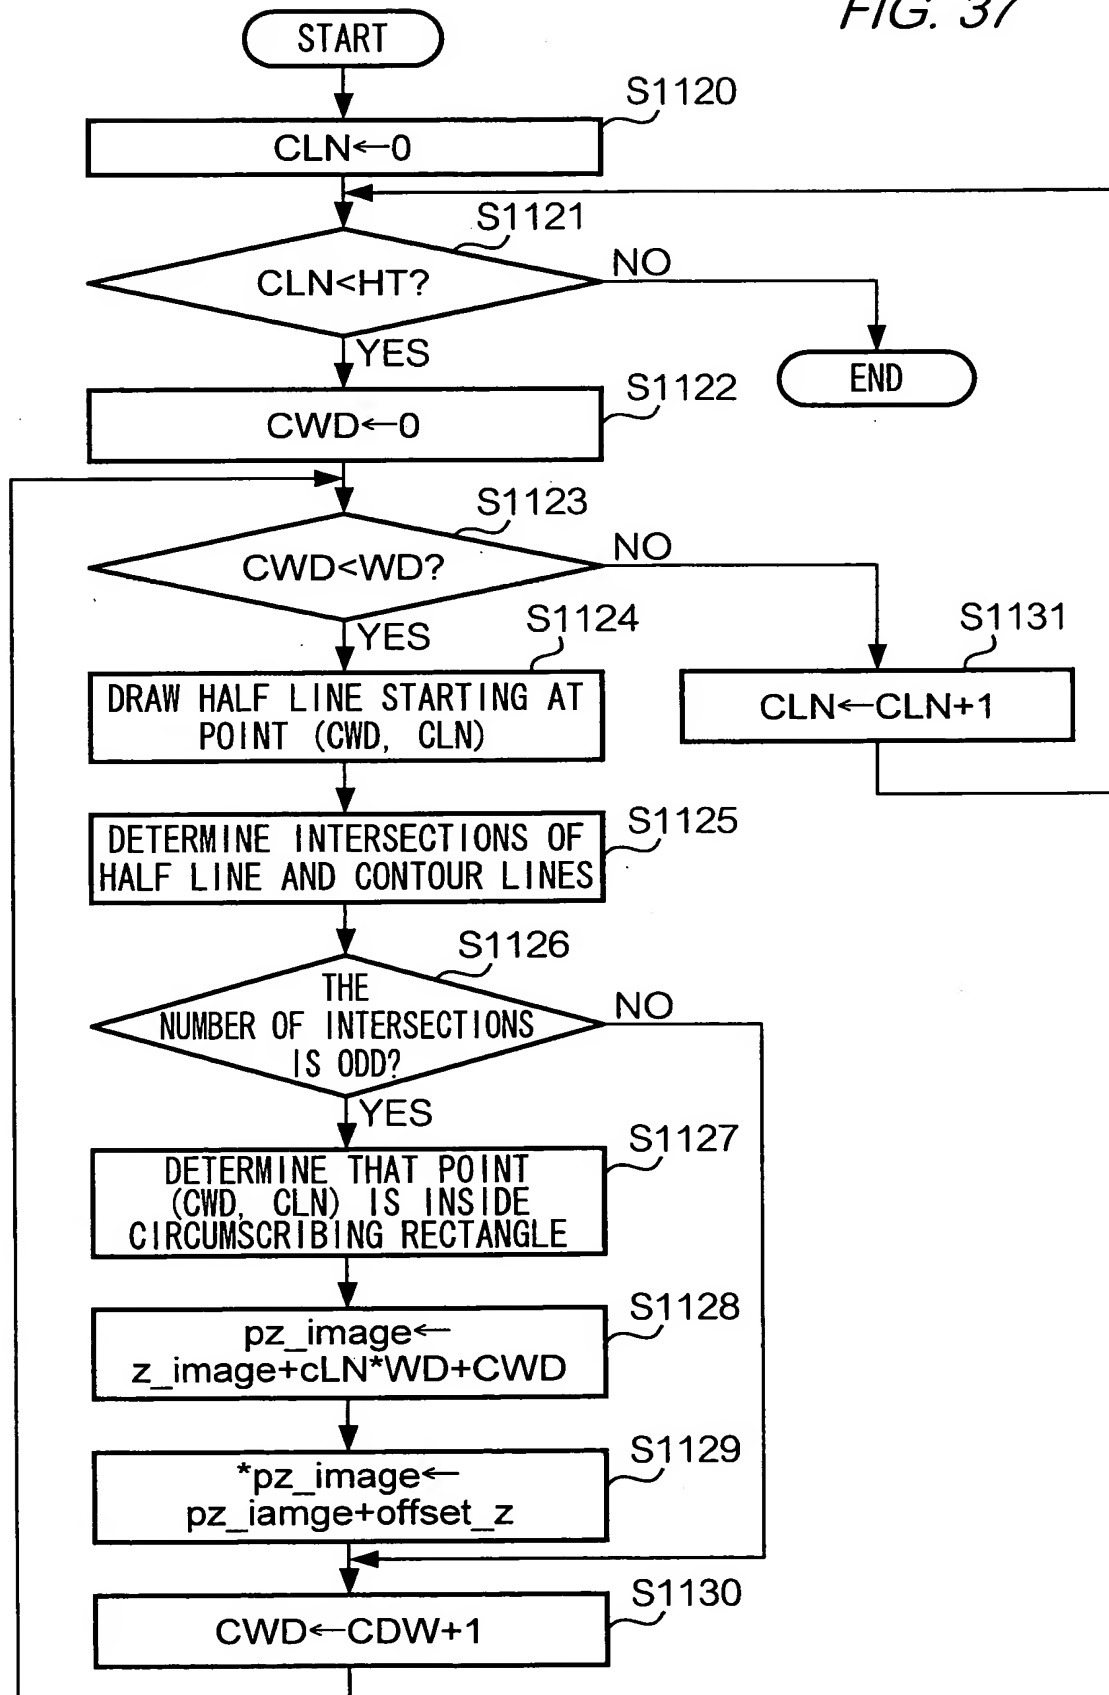 FIG. 37
START
S1120
CLN←0
S1121
CLN<HT?
NO
YES
END
S1122
CWD←0
S1123
CWD<WD?
NO
YES
S1124
DRAW HALF LINE STARTING AT
POINT (CWD, CLN)
S1131
CLN←CLN+1
S1125
DETERMINE INTERSECTIONS OF
HALF LINE AND CONTOUR LINES
S1126
THE
NUMBER OF INTERSECTIONS
IS ODD?
NO
YES
S1127
DETERMINE THAT POINT
(CWD, CLN) IS INSIDE
CIRCUMSCRIBING RECTANGLE
S1128
pz_image←
z_image+cLN*WD+CWD
S1129
*pz_image←
pz_iamge+offset_z
S1130
CWD←CDW+1